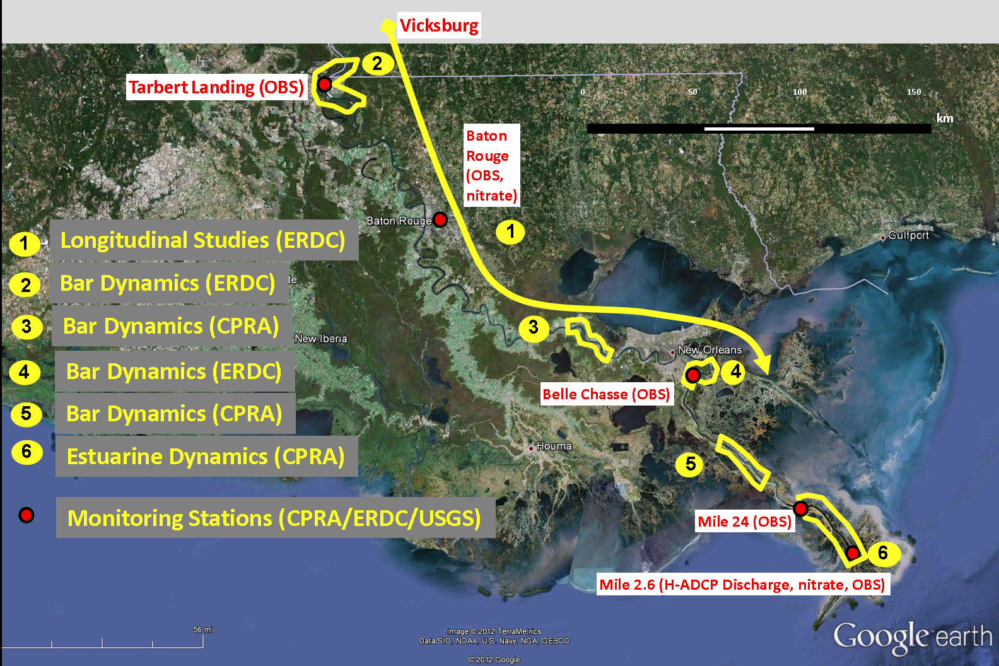 Vicksburg
2
Tarbert Landing (OBS)
0 50 100 150
km
Baton
Rouge
(OBS,
nitrate)
Baton Rouge
1
Gulfport
1 Longitudinal Studies (ERDC)
2 Bar Dynamics (ERDC)
te
3 Bar Dynamics (CPRA)
3
New Iberia
New Orleans
4 Bar Dynamics (ERDC)
4
Belle Chasse (OBS)
5 Bar Dynamics (CPRA)
6 Estuarine Dynamics (CPRA)
Houma
5
Monitoring Stations (CPRA/ERDC/USGS)
Mile 24 (OBS)
6
Mile 2.6 (H-ADCP Discharge, nitrate, OBS)
56 mi
Image © 2012 TerraMetrics
Data SIO, NOAA, U.S. Navy, NGA, GEBCO
© 2012 Google
Google earth